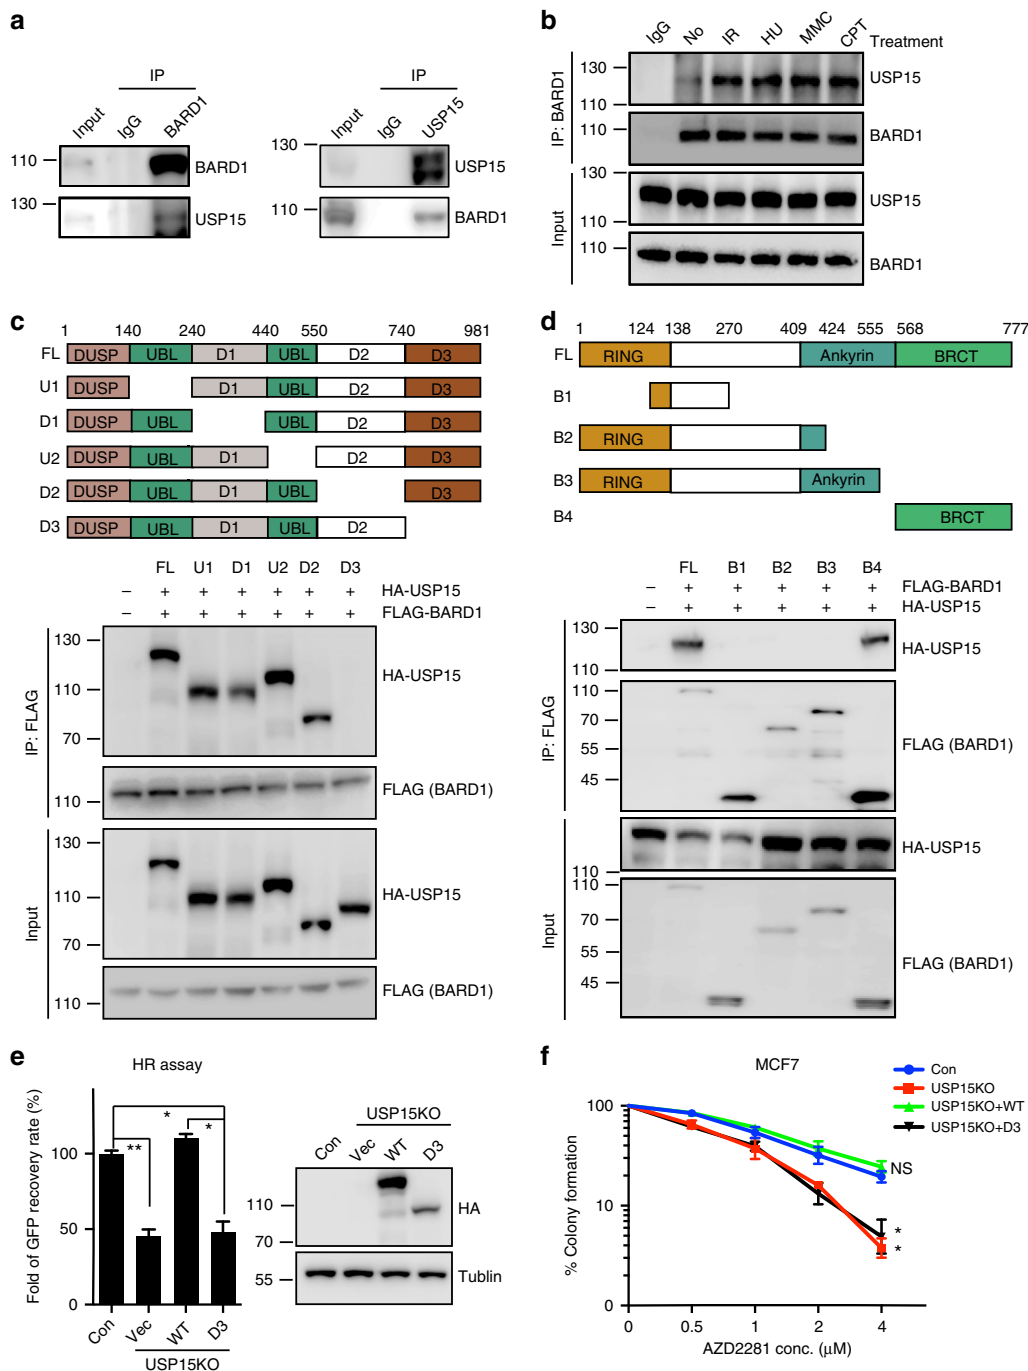 a
IP
Input IgG BARD1
110 BARD1
130 USP15
IP
Input IgG USP15
130 USP15
110 BARD1
b
IgG No IR HU MMC CPT Treatment
IP: BARD1
130 USP15
110
110 BARD1
Input
130 USP15
110
110 BARD1
c
1 140 240 440 550 740 981
FL DUSP UBL D1 UBL D2 D3
U1 DUSP D1 UBL D2 D3
D1 DUSP UBL UBL D2 D3
U2 DUSP UBL D1 D2 D3
D2 DUSP UBL D1 UBL D3
D3 DUSP UBL D1 UBL D2
FL U1 D1 U2 D2 D3
– + + + + + + HA-USP15
– + + + + + + FLAG-BARD1
IP: FLAG
130
110 HA-USP15
70
110 FLAG (BARD1)
Input
130
110 HA-USP15
70
110 FLAG (BARD1)
d
1 124 138 270 409 424 555 568 777
FL RING Ankyrin BRCT
B1
B2 RING
B3 RING Ankyrin
B4 BRCT
FL B1 B2 B3 B4
– + + + + + FLAG-BARD1
– + + + + + HA-USP15
IP: FLAG
130 HA-USP15
110
110
70
55 FLAG (BARD1)
45
Input
HA-USP15
110
110
70
55 FLAG (BARD1)
45
e
HR assay
Fold of GFP recovery rate (%)
100
50
0
* * **
Con Vec WT D3
USP15KO
USP15KO
Con Vec WT D3
110 HA
70
55 Tublin
f
MCF7
Con
USP15KO
USP15KO+WT
USP15KO+D3
% Colony formation
100
10
0
NS
*
*
0 0.5 1 2 4
AZD2281 conc. (μM)